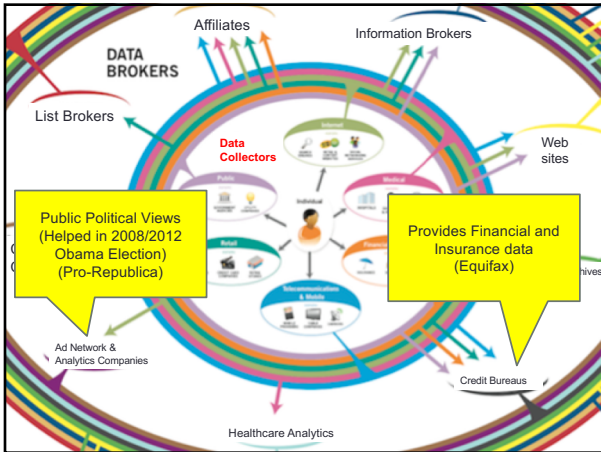 Affiliates
Information Brokers
DATA
BROKERS
List Brokers
Data
Collectors
Internet
Web
sites
Public
Medical
Individual
Public Political Views
(Helped in 2008/2012
Obama Election)
(Pro-Republica)
Provides Financial and
Insurance data
(Equifax)
Retail
Financial
Telecommunications
& Mobile
Ad Network &
Analytics Companies
Credit Bureaus
Healthcare Analytics